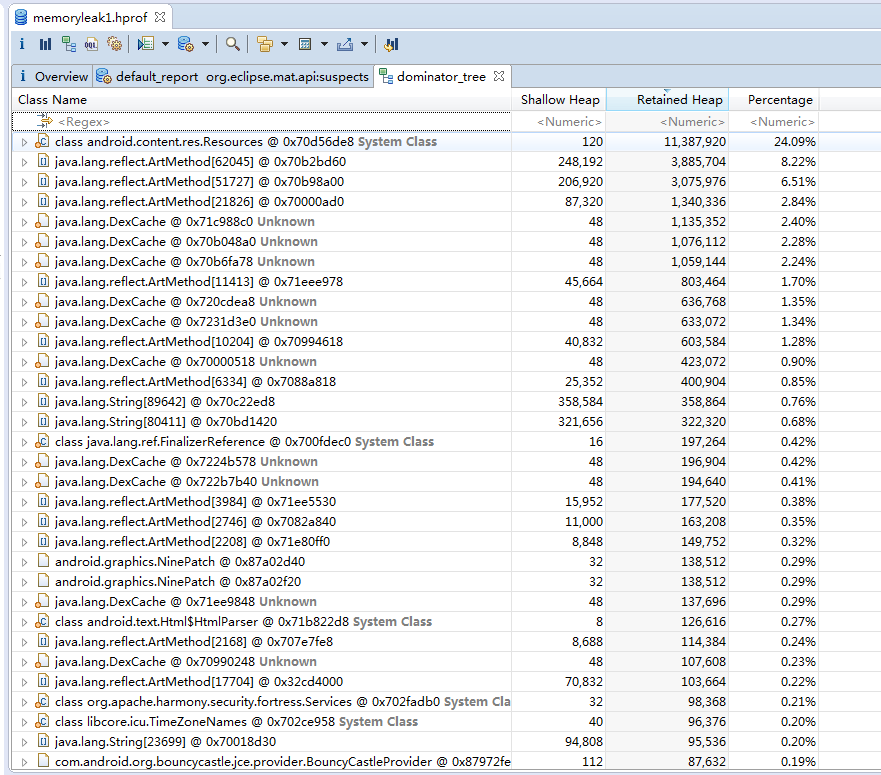 memoryleak1.hprof
i OQL
i Overview default_report org.eclipse.mat.api:suspects dominator_tree
Class Name Shallow Heap Retained Heap Percentage
<Regex> <Numeric> <Numeric> <Numeric>
class android.content.res.Resources @ 0x70d56de8 System Class 120 11,387,920 24.09%
java.lang.reflect.ArtMethod[62045] @ 0x70b2bd60 248,192 3,885,704 8.22%
java.lang.reflect.ArtMethod[51727] @ 0x70b98a00 206,920 3,075,976 6.51%
java.lang.reflect.ArtMethod[21826] @ 0x70000ad0 87,320 1,340,336 2.84%
java.lang.DexCache @ 0x71c988c0 Unknown 48 1,135,352 2.40%
java.lang.DexCache @ 0x70b048a0 Unknown 48 1,076,112 2.28%
java.lang.DexCache @ 0x70b6fa78 Unknown 48 1,059,144 2.24%
java.lang.reflect.ArtMethod[11413] @ 0x71eee978 45,664 803,464 1.70%
java.lang.DexCache @ 0x720cdea8 Unknown 48 636,768 1.35%
java.lang.DexCache @ 0x7231d3e0 Unknown 48 633,072 1.34%
java.lang.reflect.ArtMethod[10204] @ 0x70994618 40,832 603,584 1.28%
java.lang.DexCache @ 0x70000518 Unknown 48 423,072 0.90%
java.lang.reflect.ArtMethod[6334] @ 0x7088a818 25,352 400,904 0.85%
java.lang.String[89642] @ 0x70c22ed8 358,584 358,864 0.76%
java.lang.String[80411] @ 0x70bd1420 321,656 322,320 0.68%
class java.lang.ref.FinalizerReference @ 0x700fdec0 System Class 16 197,264 0.42%
java.lang.DexCache @ 0x7224b578 Unknown 48 196,904 0.42%
java.lang.DexCache @ 0x722b7b40 Unknown 48 194,640 0.41%
java.lang.reflect.ArtMethod[3984] @ 0x71ee5530 15,952 177,520 0.38%
java.lang.reflect.ArtMethod[2746] @ 0x7082a840 11,000 163,208 0.35%
java.lang.reflect.ArtMethod[2208] @ 0x71e80ff0 8,848 149,752 0.32%
android.graphics.NinePatch @ 0x87a02d40 32 138,512 0.29%
android.graphics.NinePatch @ 0x87a02f20 32 138,512 0.29%
java.lang.DexCache @ 0x71ee9848 Unknown 48 137,696 0.29%
class android.text.Html$HtmlParser @ 0x71b822d8 System Class 8 126,616 0.27%
java.lang.reflect.ArtMethod[2168] @ 0x707e7fe8 8,688 114,384 0.24%
java.lang.DexCache @ 0x70990248 Unknown 48 107,608 0.23%
java.lang.reflect.ArtMethod[17704] @ 0x32cd4000 70,832 103,664 0.22%
class org.apache.harmony.security.fortress.Services @ 0x702fadb0 System Cla 32 98,368 0.21%
class libcore.icu.TimeZoneNames @ 0x702ce958 System Class 40 96,376 0.20%
java.lang.String[23699] @ 0x70018d30 94,808 95,536 0.20%
com.android.org.bouncycastle.jce.provider.BouncyCastleProvider @ 0x87972fe 112 87,632 0.19%